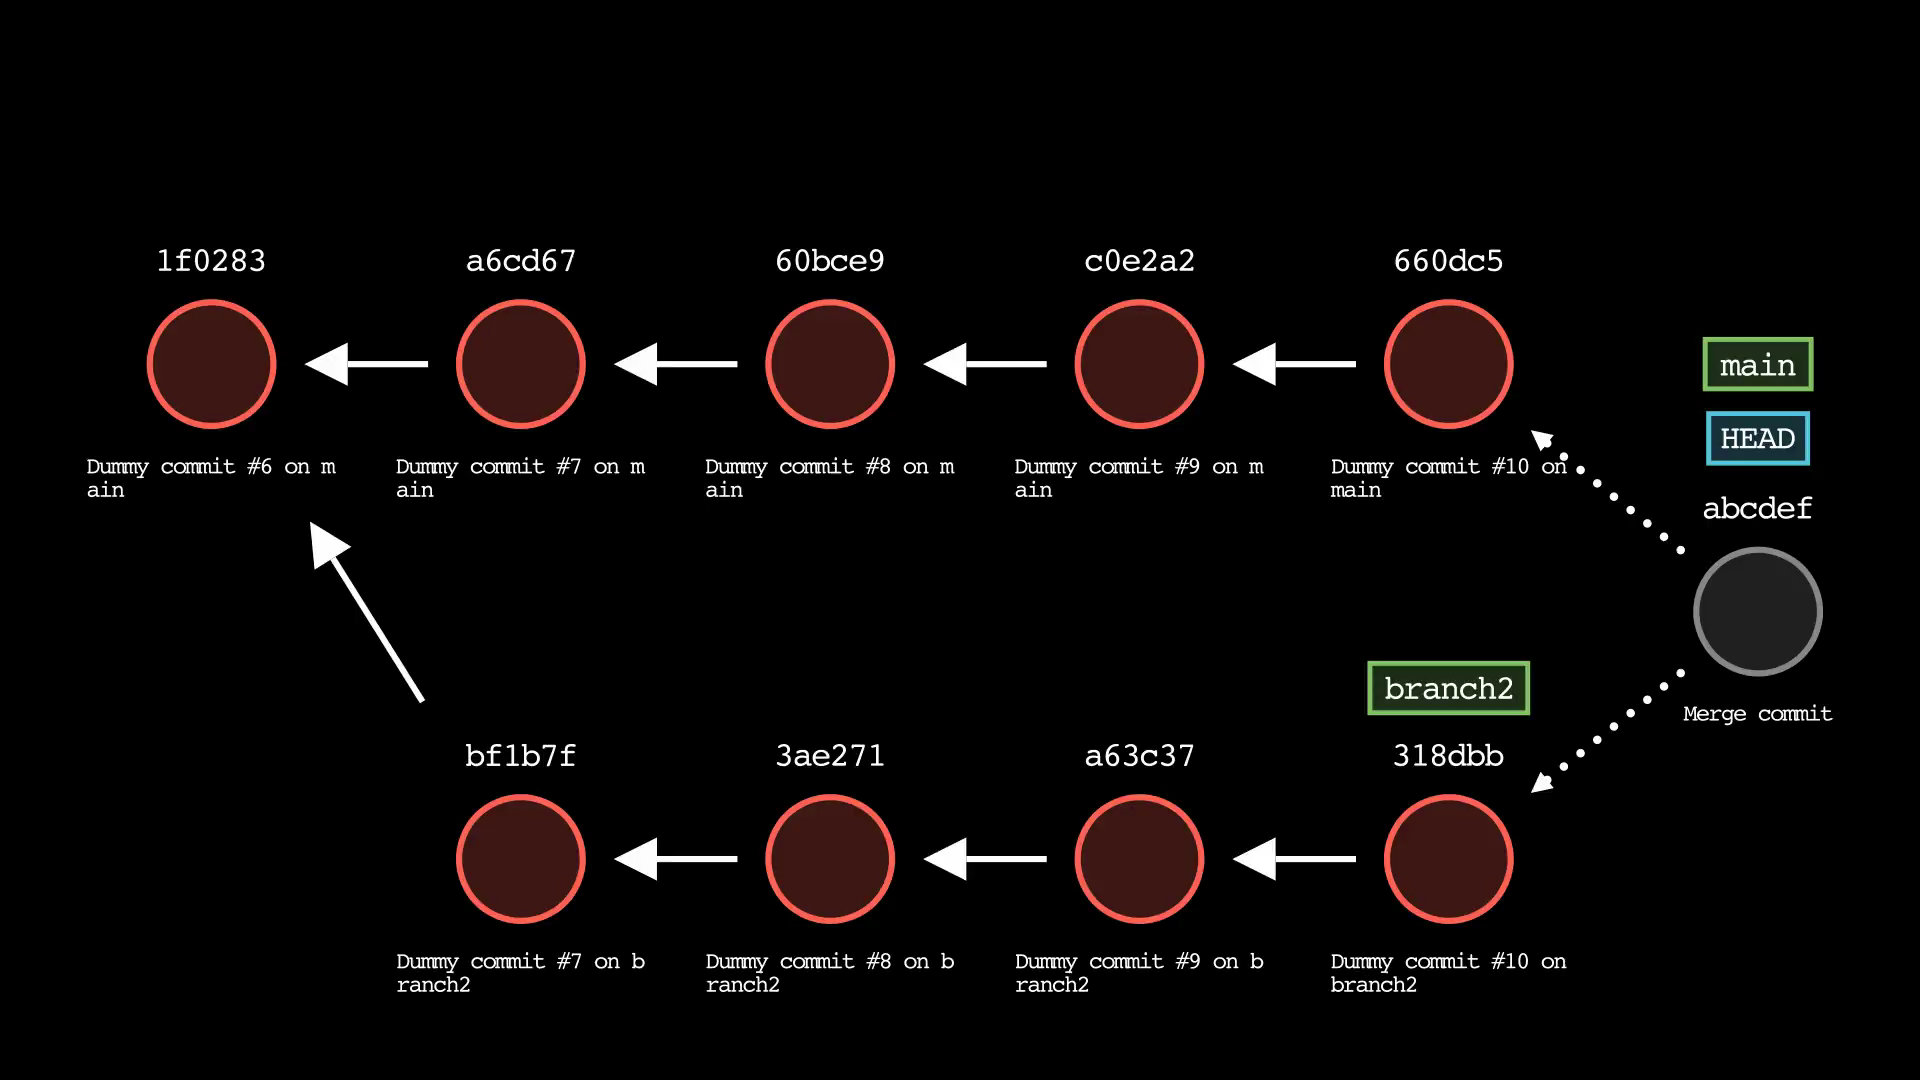 1f0283
a6cd67
60bce9
c0e2a2
660dc5
main
HEAD
Dummy commit #6 on m
ain
Dummy commit #7 on m
ain
Dummy commit #8 on m
ain
Dummy commit #9 on m
ain
Dummy commit #10 on
main
abcdef
Merge commit
branch2
bf1b7f
3ae271
a63c37
318dbb
Dummy commit #7 on b
ranch2
Dummy commit #8 on b
ranch2
Dummy commit #9 on b
ranch2
Dummy commit #10 on
branch2